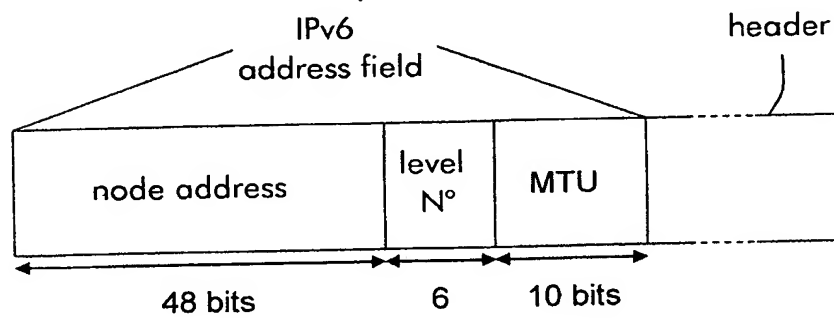 IPv6
address field
header
node address
level
N°
MTU
48 bits
6
10 bits